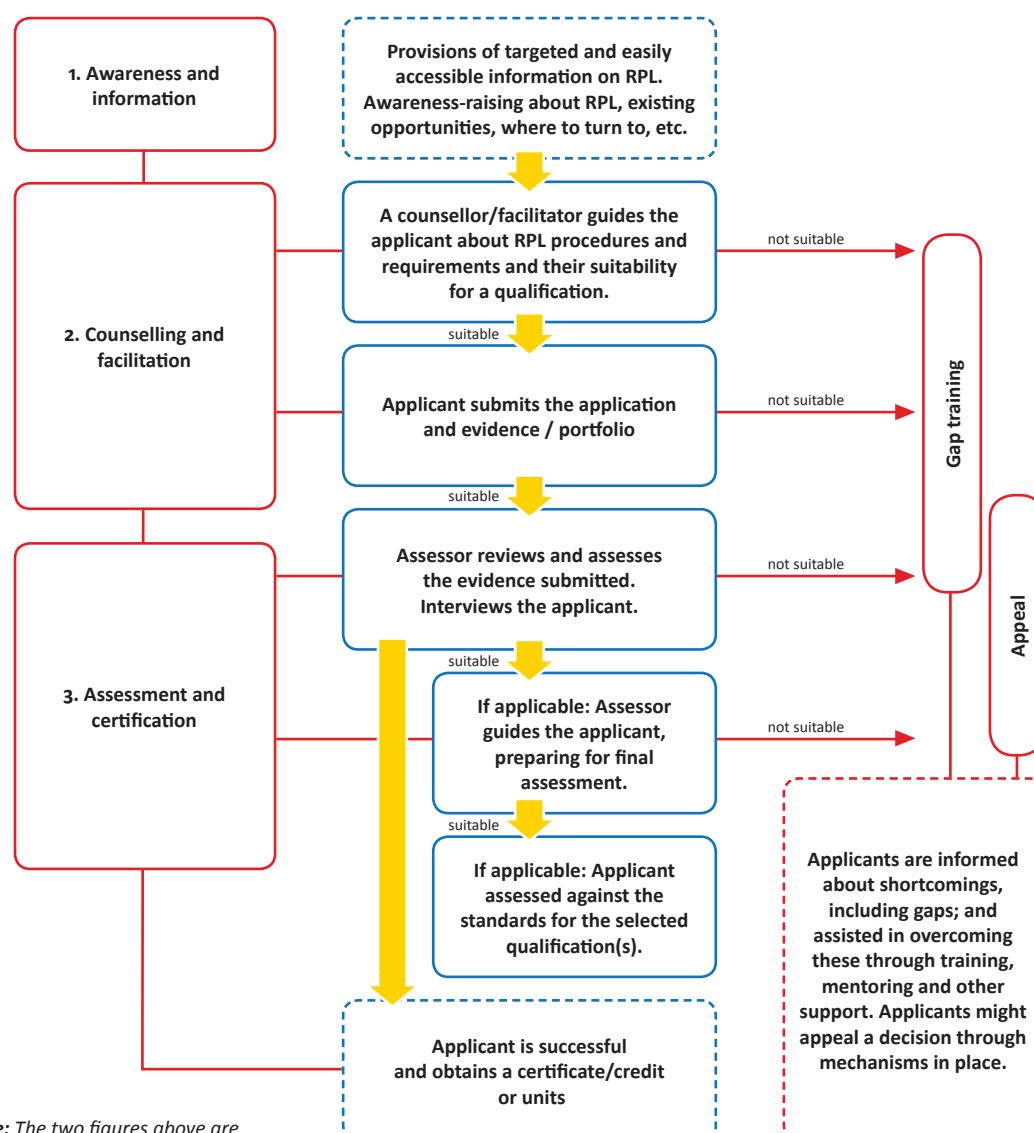 1. Awareness and
information
Provisions of targeted and easily
accessible information on RPL.
Awareness-raising about RPL, existing
opportunities, where to turn to, etc.
2. Counselling and
facilitation
A counsellor/facilitator guides the
applicant about RPL procedures and
requirements and their suitability
for a qualification.
not suitable
suitable
Applicant submits the application
and evidence / portfolio
not suitable
suitable
Gap training
3. Assessment and
certification
Assessor reviews and assesses
the evidence submitted.
Interviews the applicant.
not suitable
suitable
Appeal
If applicable: Assessor
guides the applicant,
preparing for final
assessment.
not suitable
suitable
If applicable: Applicant
assessed against the
standards for the selected
qualification(s).
Applicants are informed
about shortcomings,
including gaps; and
assisted in overcoming
these through training,
mentoring and other
support. Applicants might
appeal a decision through
mechanisms in place.
Applicant is successful
and obtains a certificate/credit
or units
The two figures above are